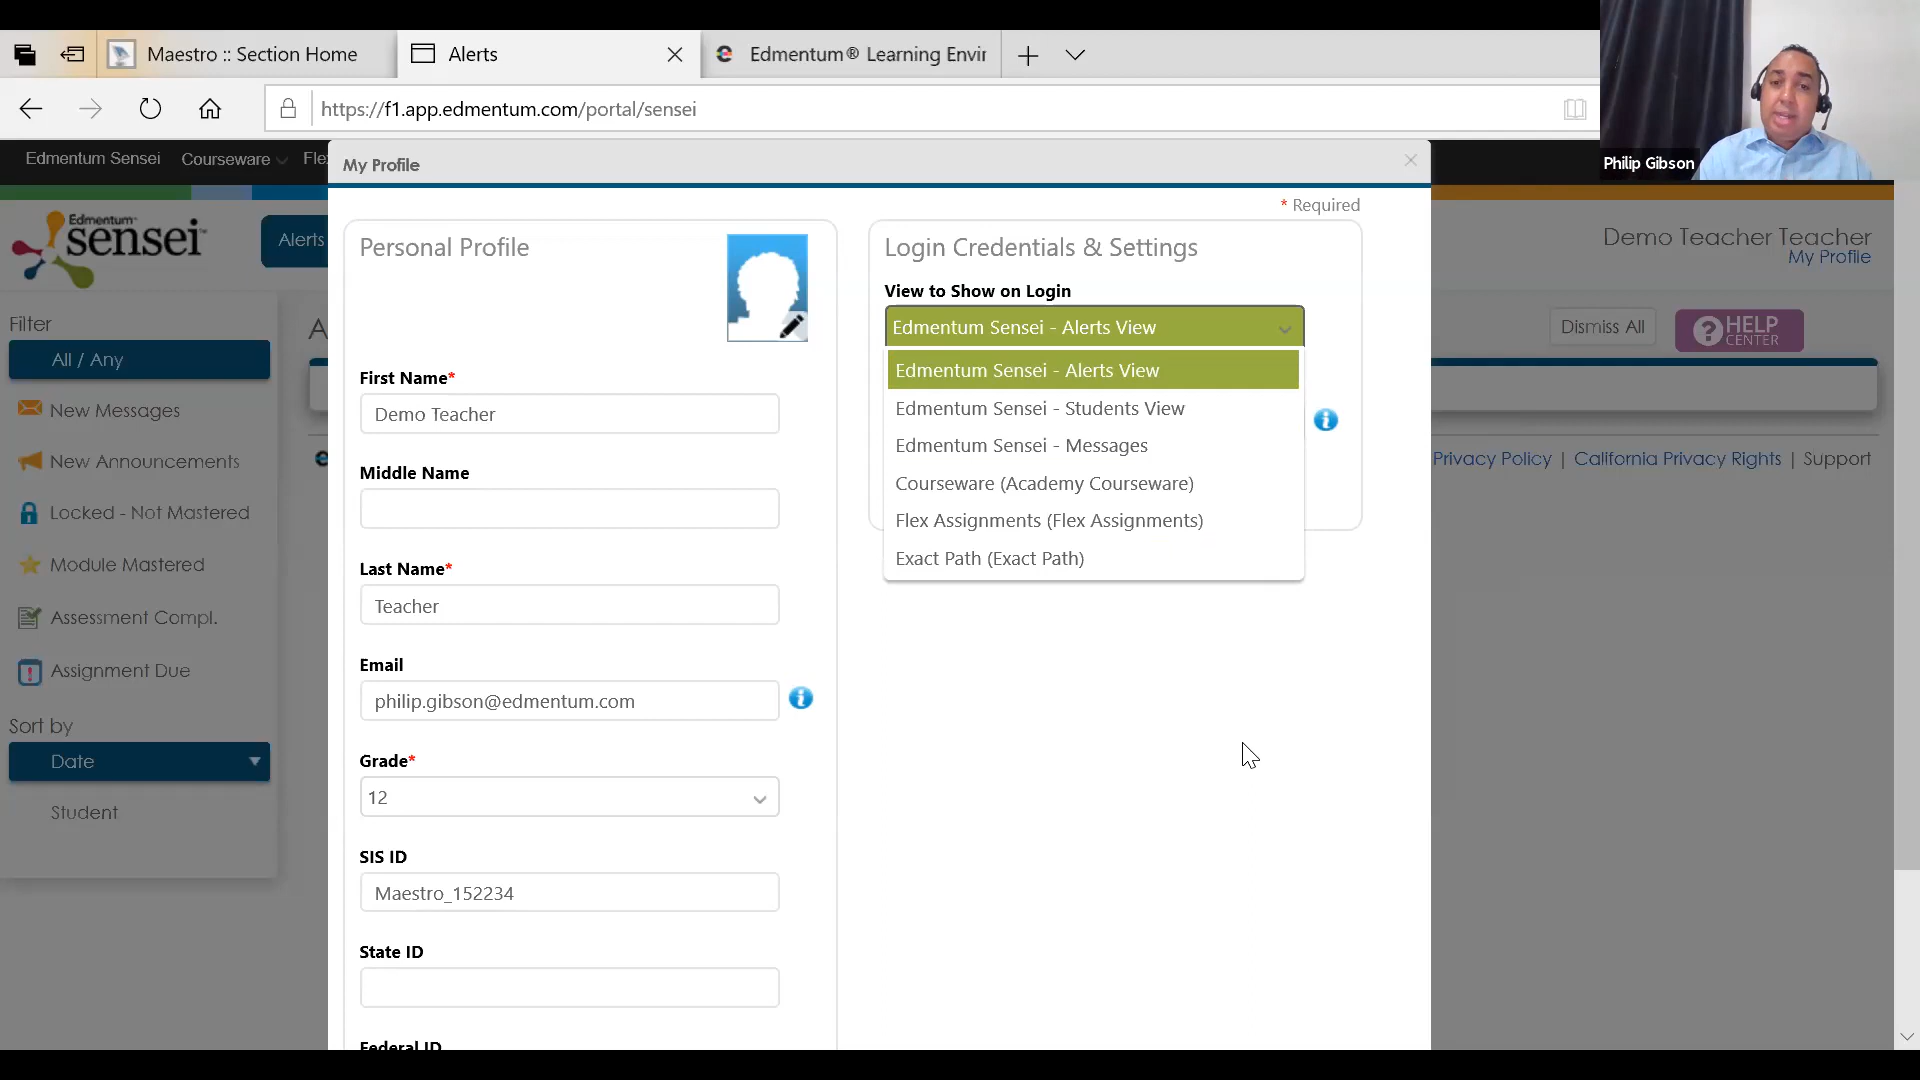 Maestro :: Section Home
Alerts
Edmentum® Learning Envir
https://f1.app.edmentum.com/portal/sensei
Philip Gibson
Edmentum Sensei
Courseware
Fle
My Profile
* Required
Edmentum™
sensei™
Alerts
Demo Teacher Teacher
My Profile
Filter
All / Any
New Messages
New Announcements
Locked - Not Mastered
Module Mastered
Assessment Compl.
Assignment Due
Sort by
Date
Student
A
Personal Profile
First Name*
Demo Teacher
Middle Name
Last Name*
Teacher
Email
philip.gibson@edmentum.com
Grade*
12
SIS ID
Maestro_152234
State ID
Federal ID
Login Credentials & Settings
View to Show on Login
Edmentum Sensei - Alerts View
Edmentum Sensei - Alerts View
Edmentum Sensei - Students View
Edmentum Sensei - Messages
Courseware (Academy Courseware)
Flex Assignments (Flex Assignments)
Exact Path (Exact Path)
Dismiss All
HELP
CENTER
Privacy Policy | California Privacy Rights | Support